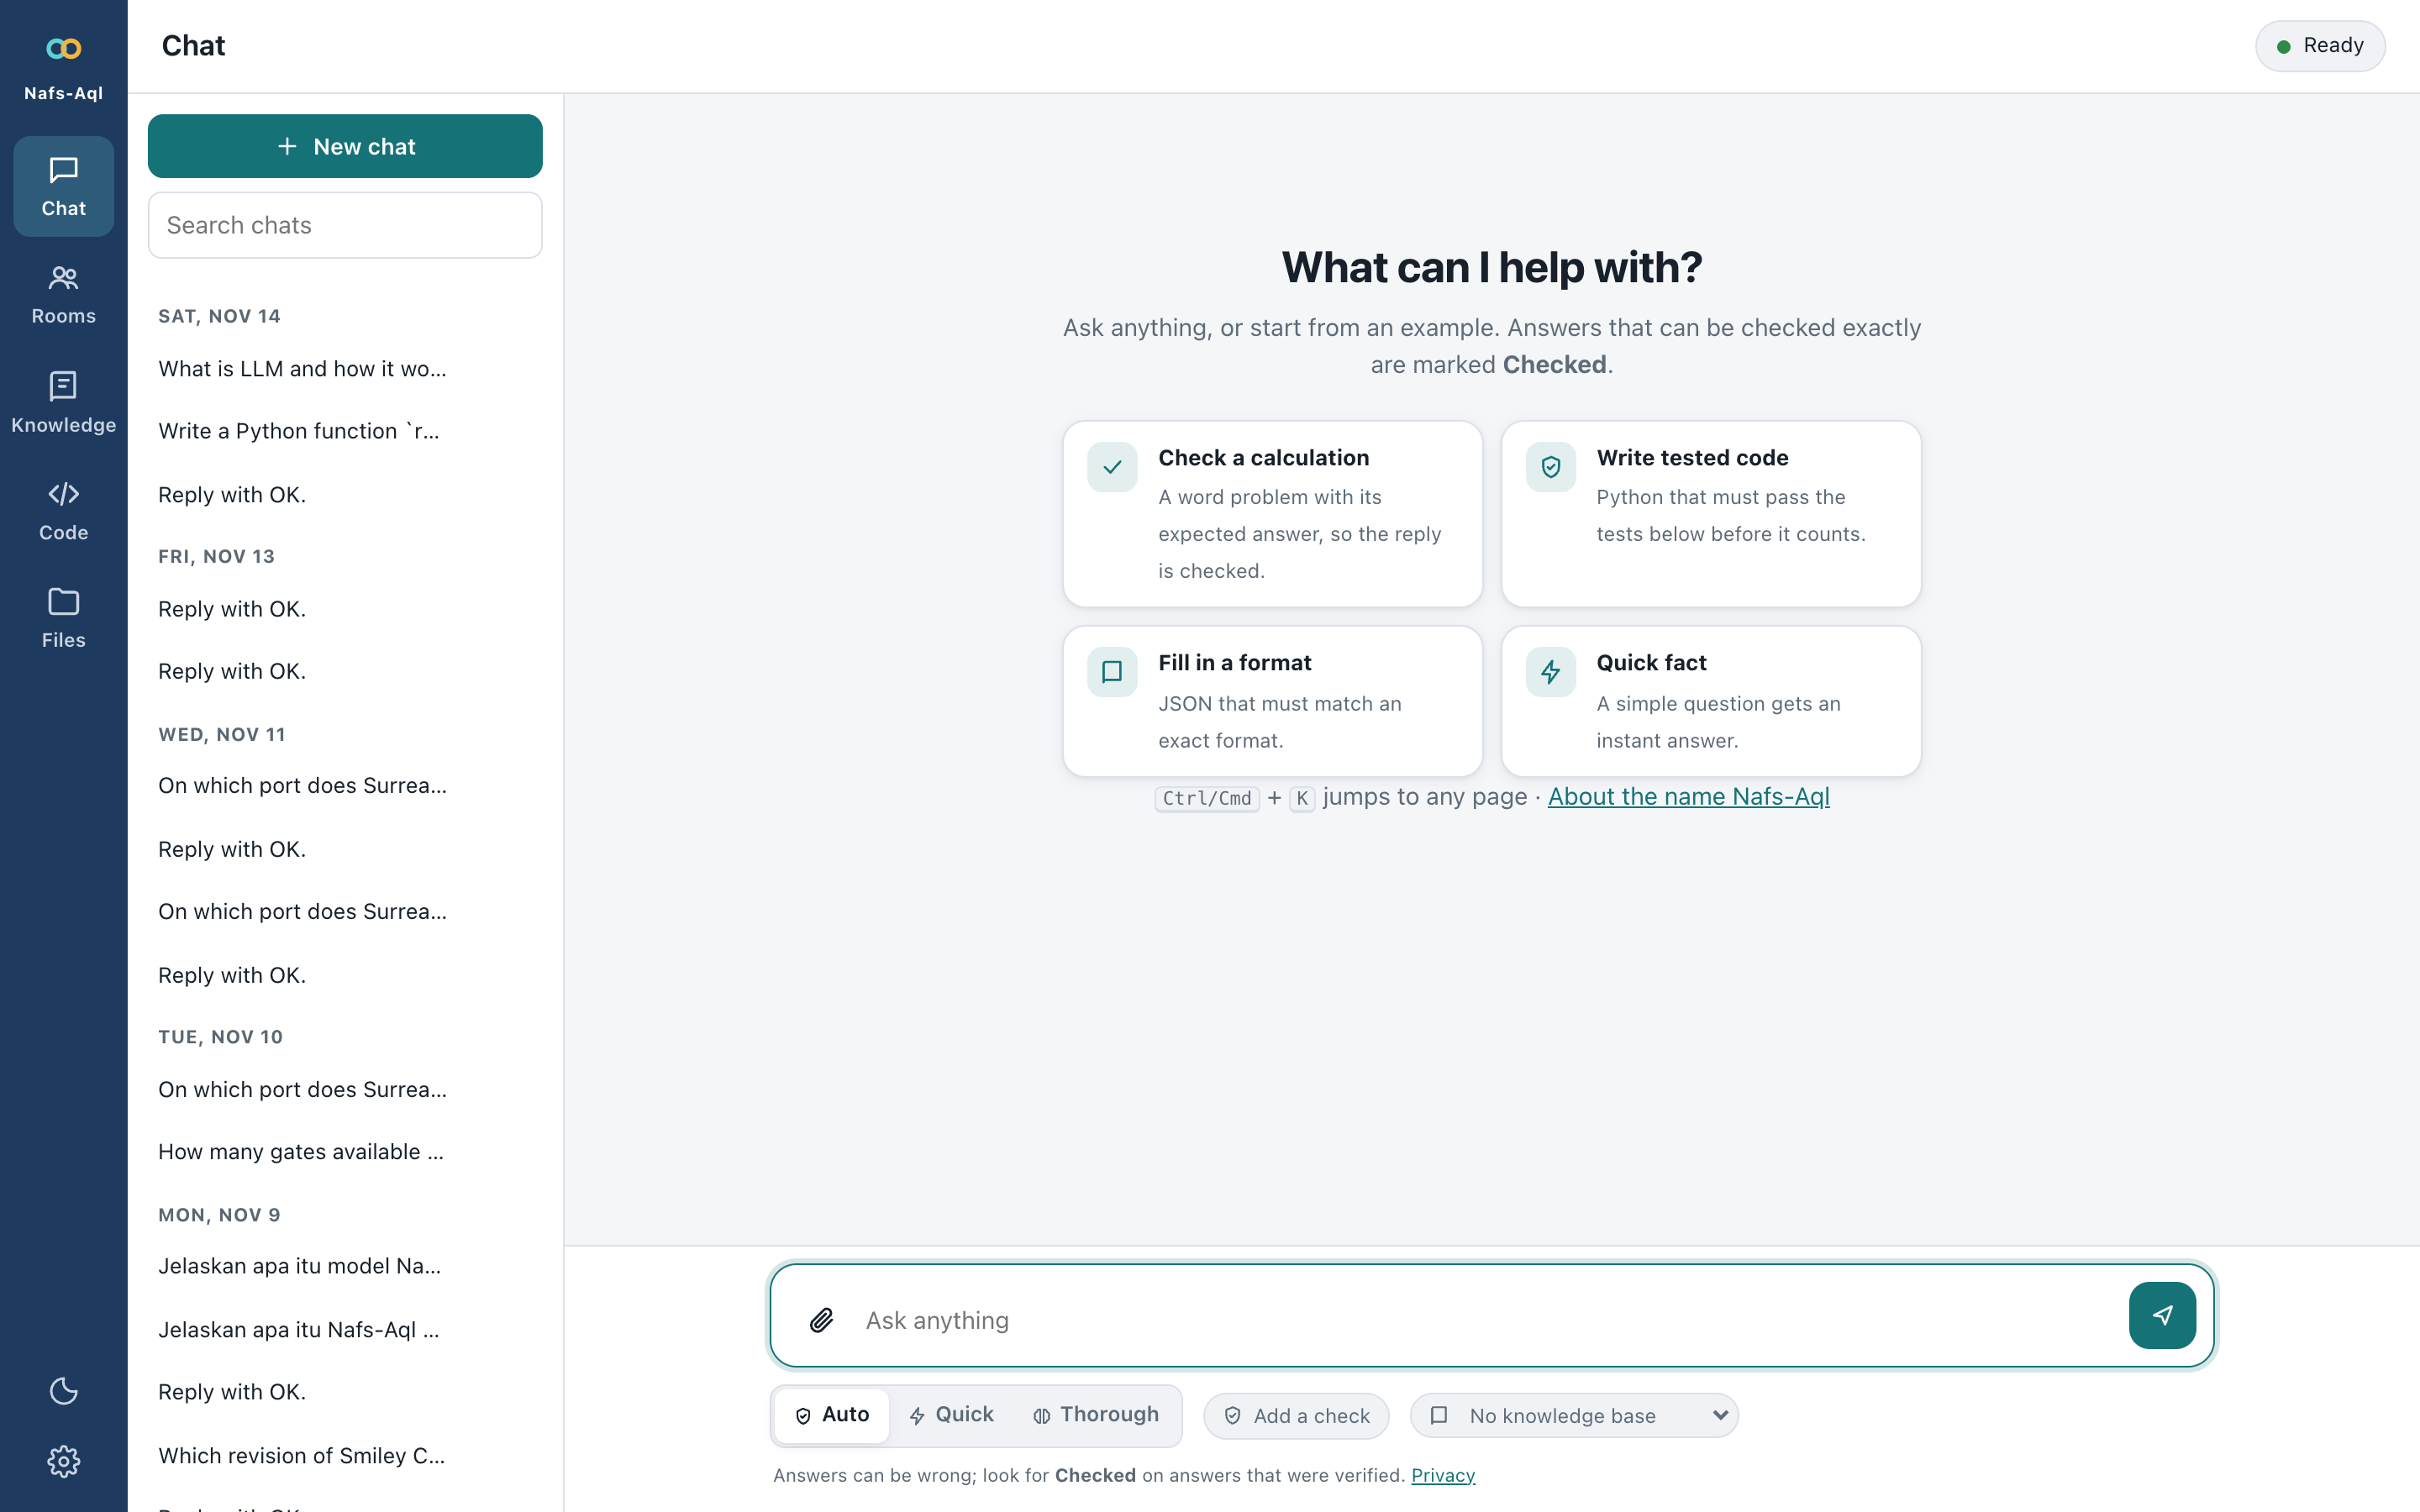 Nafs-Aql
Chat
Rooms
Knowledge
Code
Files
Chat
Ready
New chat
Search chats
SAT, NOV 14
What is LLM and how it wo...
Write a Python function `r...
Reply with OK.
FRI, NOV 13
Reply with OK.
Reply with OK.
WED, NOV 11
On which port does Surrea...
Reply with OK.
On which port does Surrea...
Reply with OK.
TUE, NOV 10
On which port does Surrea...
How many gates available ...
MON, NOV 9
Jelaskan apa itu model Na...
Jelaskan apa itu Nafs-Aql ...
Reply with OK.
Which revision of Smiley C...
What can I help with?
Ask anything, or start from an example. Answers that can be checked exactly
are marked Checked.
Check a calculation
A word problem with its
expected answer, so the reply
is checked.
Write tested code
Python that must pass the
tests below before it counts.
Fill in a format
JSON that must match an
exact format.
Quick fact
A simple question gets an
instant answer.
Ctrl/Cmd + K jumps to any page · About the name Nafs-Aql
Ask anything
Auto Quick Thorough Add a check No knowledge base
Answers can be wrong; look for Checked on answers that were verified. Privacy